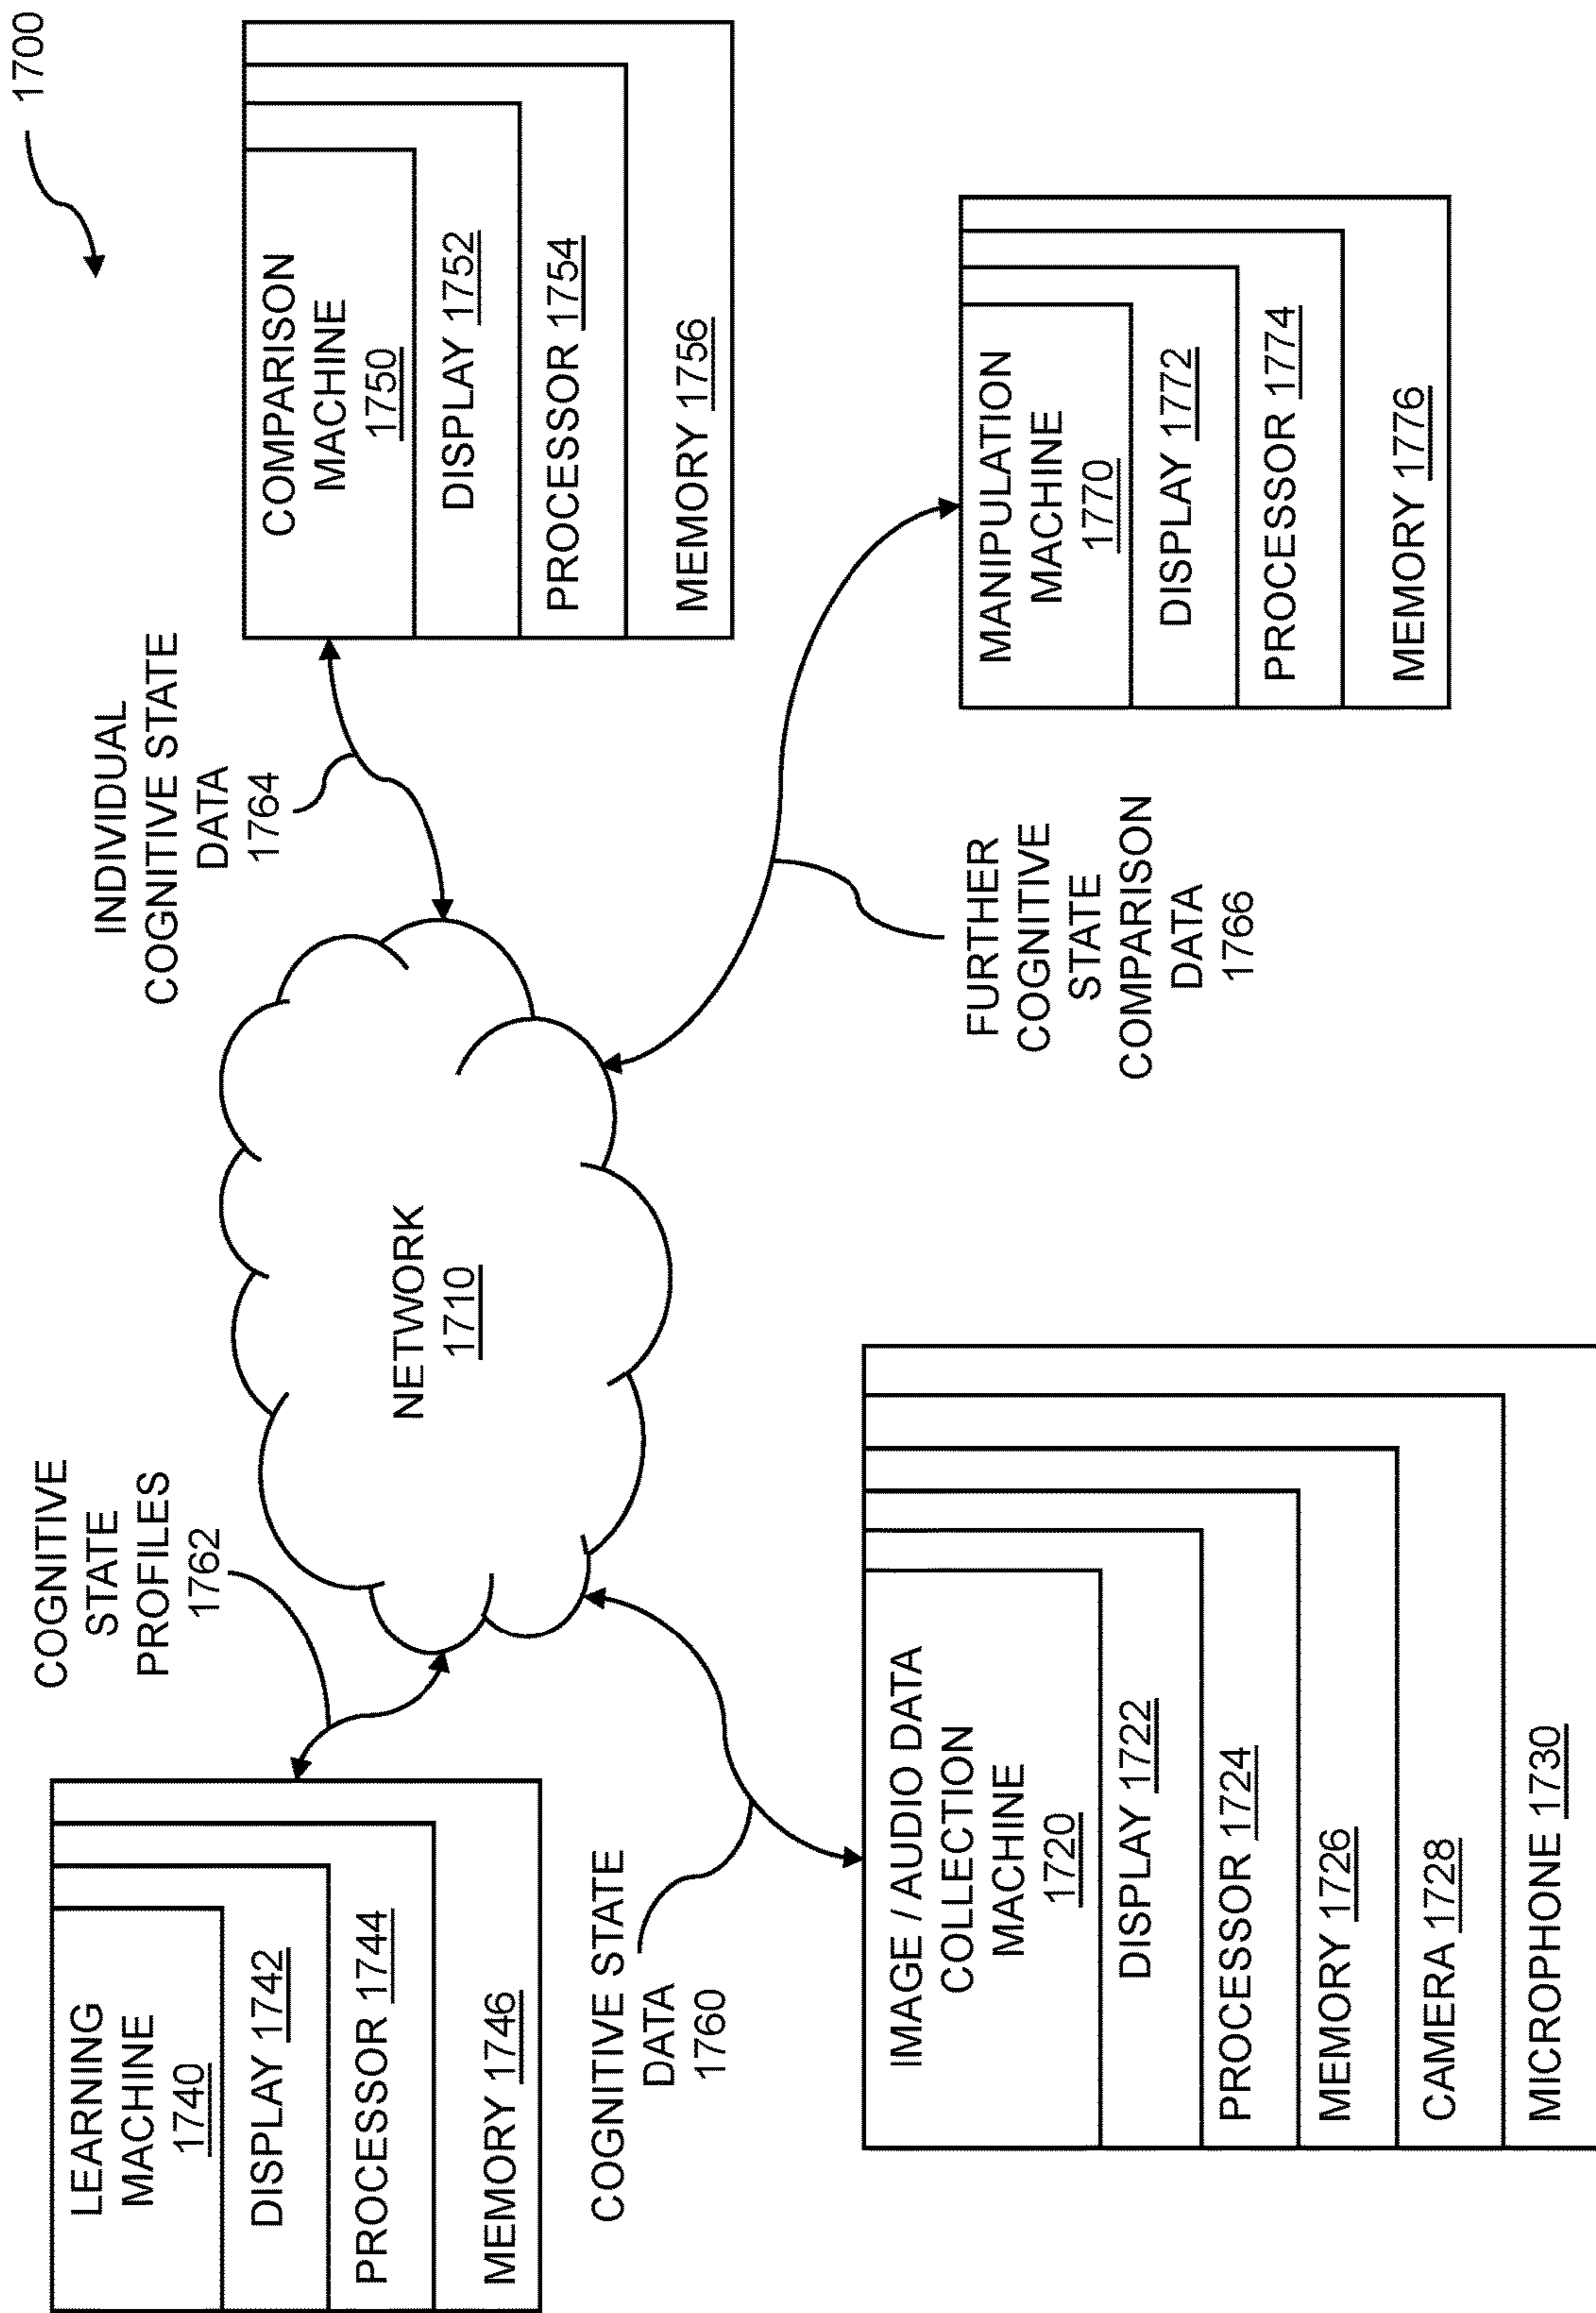 1700
LEARNING
MACHINE
1740
DISPLAY 1742
PROCESSOR 1744
MEMORY 1746
COGNITIVE
STATE
PROFILES
1762
INDIVIDUAL
COGNITIVE STATE
DATA
1764
COMPARISON
MACHINE
1750
DISPLAY 1752
PROCESSOR 1754
MEMORY 1756
NETWORK
1710
COGNITIVE STATE
DATA
1760
IMAGE / AUDIO DATA
COLLECTION
MACHINE
1720
DISPLAY 1722
PROCESSOR 1724
MEMORY 1726
CAMERA 1728
MICROPHONE 1730
FURTHER
COGNITIVE
STATE
COMPARISON
DATA
1766
MANIPULATION
MACHINE
1770
DISPLAY 1772
PROCESSOR 1774
MEMORY 1776